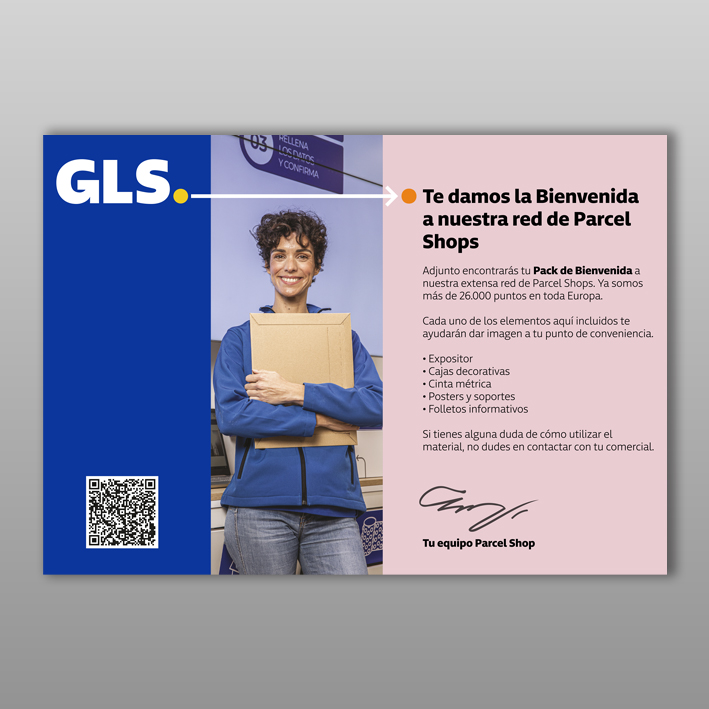 GLS.
03
RELLENA
LOS DATOS
Y CONFIRMA
Te damos la Bienvenida
a nuestra red de Parcel
Shops
Adjunto encontrarás tu Pack de Bienvenida a
nuestra extensa red de Parcel Shops. Ya somos
más de 26.000 puntos en toda Europa.
Cada uno de los elementos aquí incluidos te
ayudarán dar imagen a tu punto de conveniencia.
• Expositor
• Cajas decorativas
• Cinta métrica
• Posters y soportes
• Folletos informativos
Si tienes alguna duda de cómo utilizar el
material, no dudes en contactar con tu comercial.
Tu equipo Parcel Shop